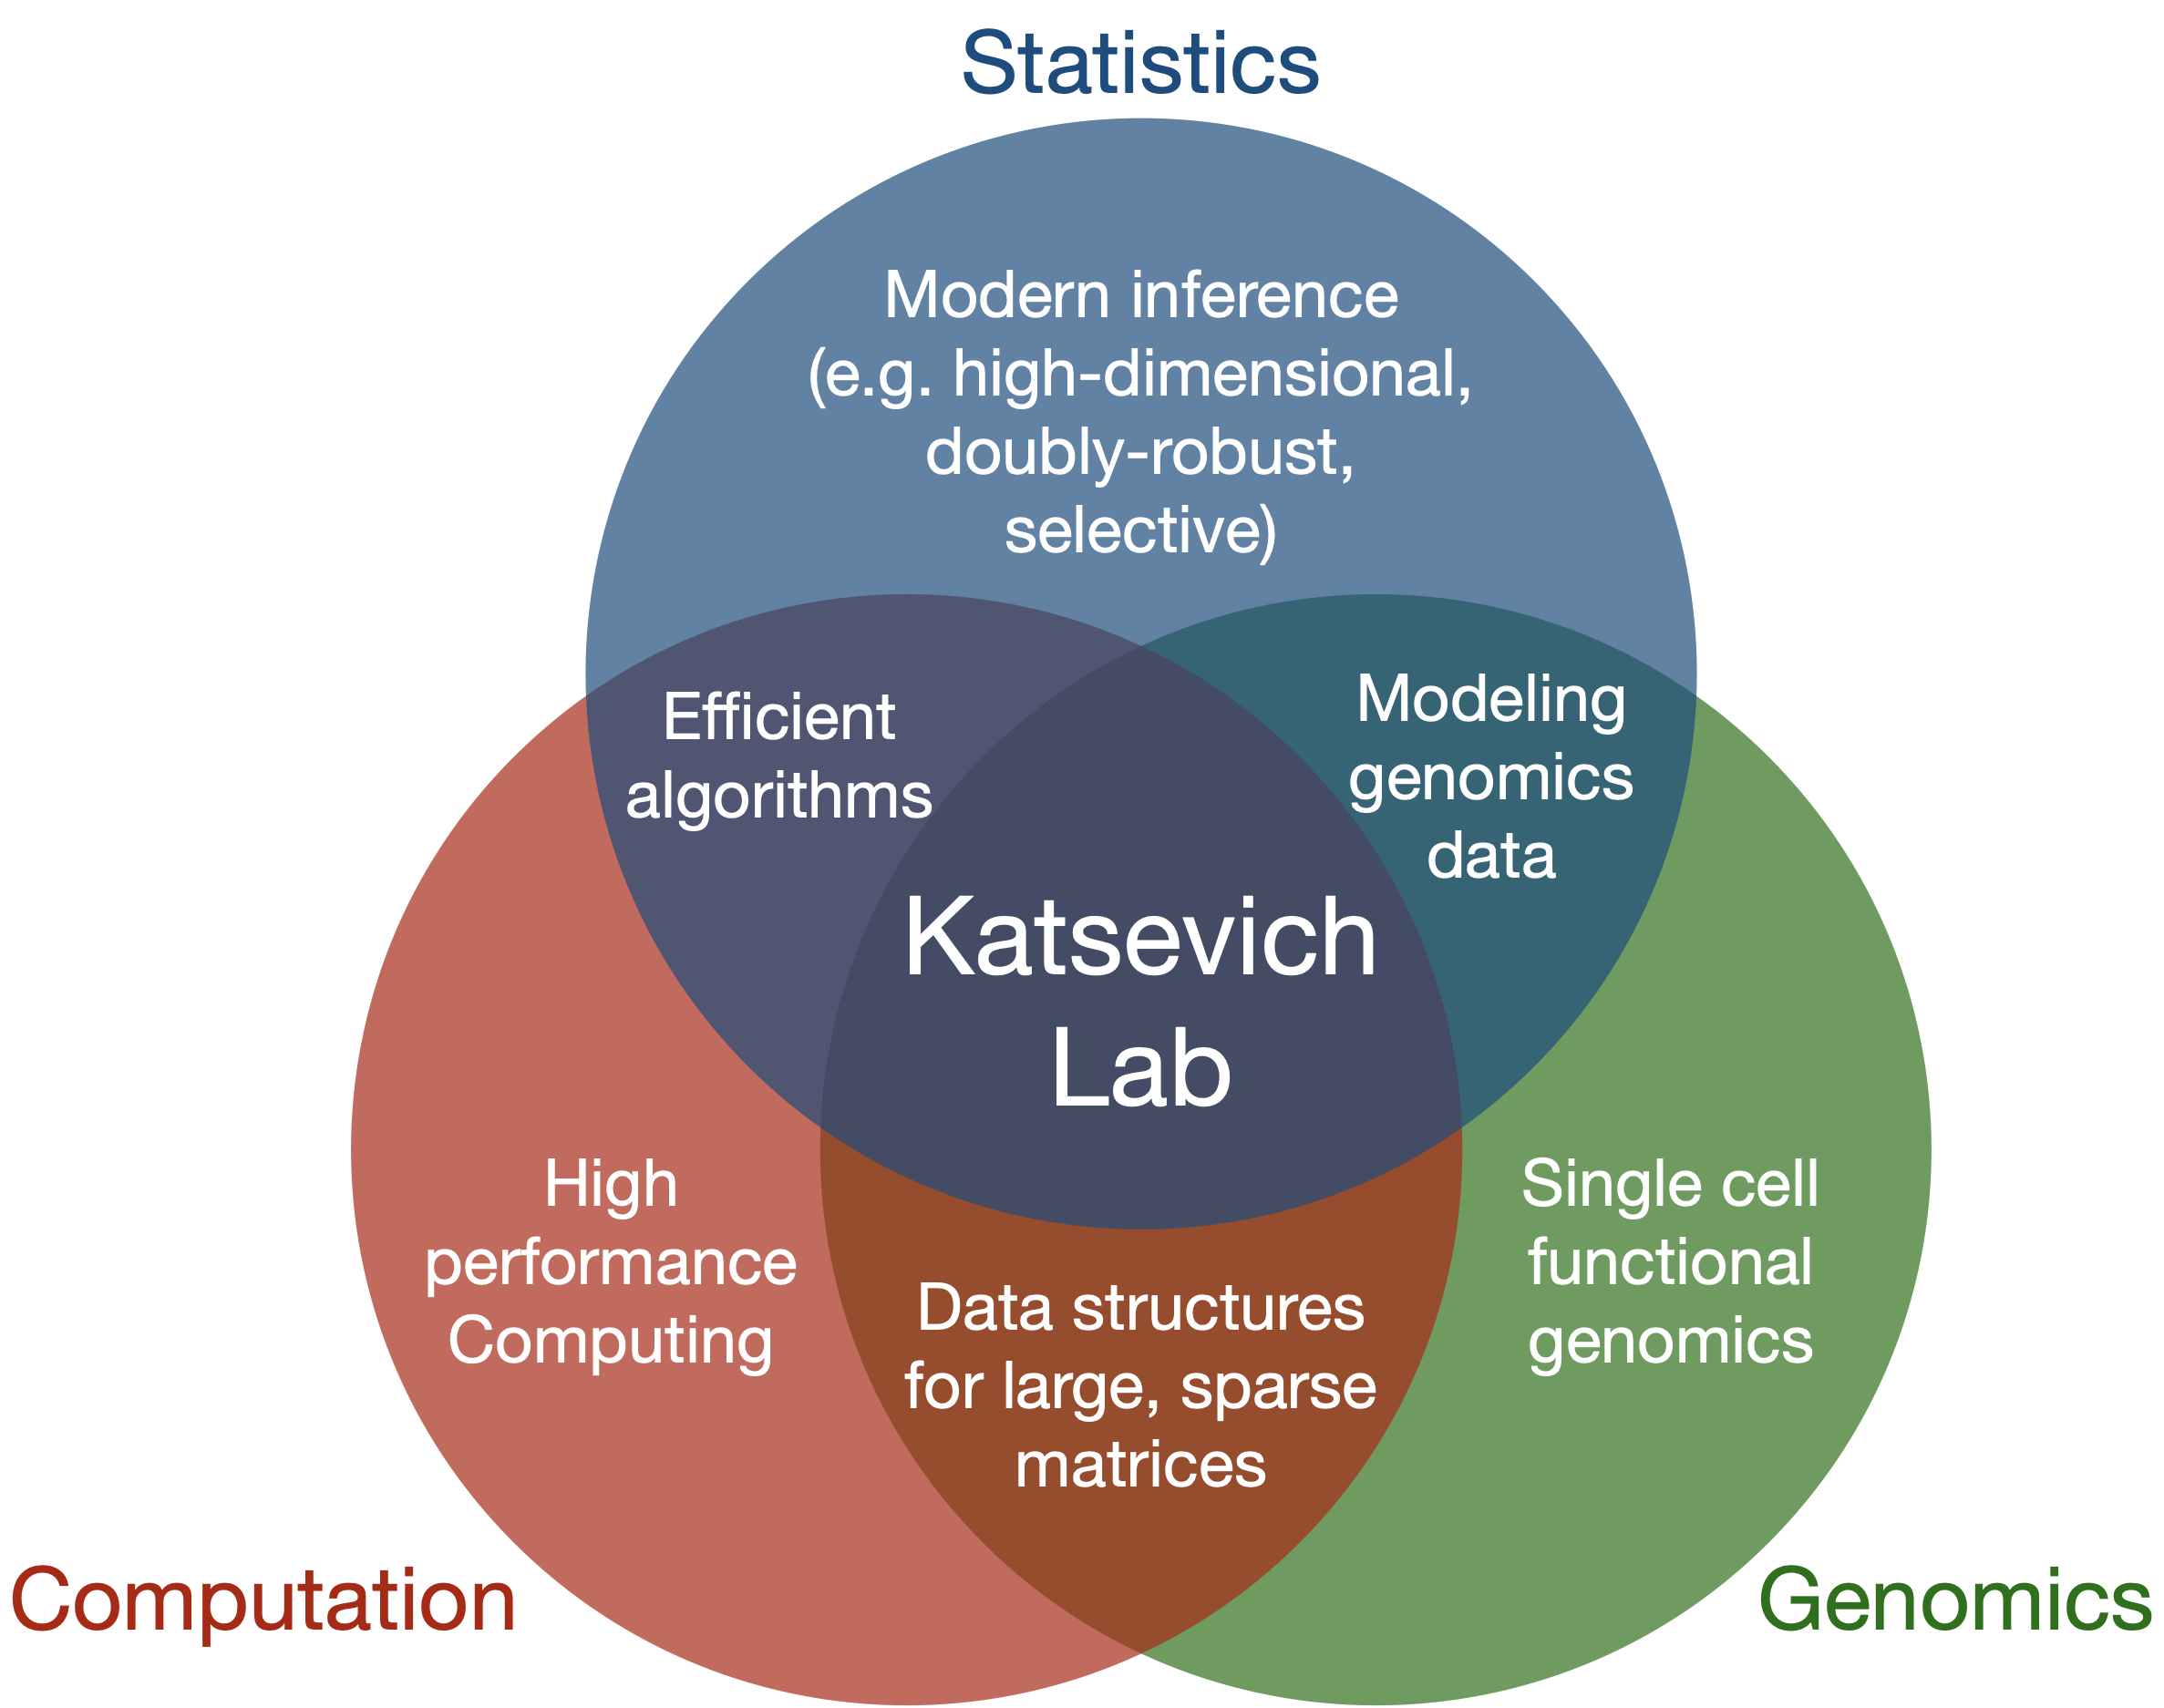 Statistics
Modern inference
(e.g. high-dimensional,
doubly-robust,
selective)
Efficient
algorithms
Modeling
genomics
data
Katsevich
Lab
High
performance
Computing
Single cell
functional
genomics
Data structures
for large, sparse
matrices
Computation
Genomics